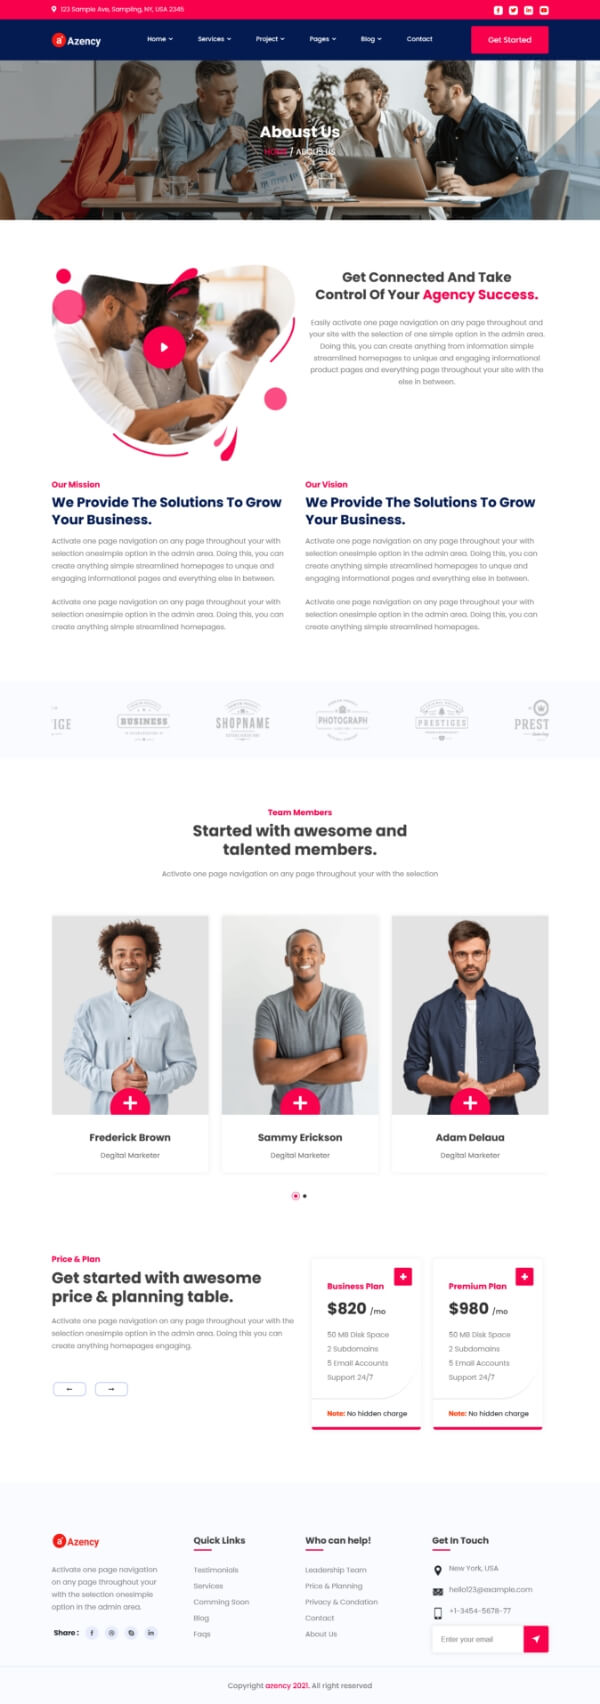 123 Sample Ave, Sampling, NY, USA 2345
a Azency
Home Services Project Pages Blog Contact
Get Started
Aboust Us
Home / ABOUS US
Get Connected And Take
Control Of Your Agency Success.
Easily activate one page navigation on any page throughout and
your site with the selection of one simple option in the admin area.
Doing this, you can create anything from information simple
streamlined homepages to unique and engaging informational
product pages and everything page throughout your site with the
else in between.
Our Mission
We Provide The Solutions To Grow
Your Business.
Activate one page navigation on any page throughout your with
selection onesimple option in the admin area. Doing this, you can
create anything simple streamlined homepages to unque and
engaging informational pages and everything else in between.
Activate one page navigation on any page throughout your with
selection onesimple option in the admin area. Doing this, you can
create anything simple streamlined homepages.
Our Vision
We Provide The Solutions To Grow
Your Business.
Activate one page navigation on any page throughout your with
selection onesimple option in the admin area. Doing this, you can
create anything simple streamlined homepages to unque and
engaging informational pages and everything else in between.
Activate one page navigation on any page throughout your with
selection onesimple option in the admin area. Doing this, you can
create anything simple streamlined homepages.
IGE
BUSINESS
SHOPNAME
PHOTOGRAPH
PRESTIGES
PREST
Team Members
Started with awesome and
talented members.
Activate one page navigation on any page throughout your with the selection
Frederick Brown
Degital Marketer
Sammy Erickson
Degital Marketer
Adam Delaua
Degital Marketer
Price & Plan
Get started with awesome
price & planning table.
Activate one page navigation on any page throughout your with the
selection onesimple option in the admin area. Doing this you can
create anything homepages engaging.
Business Plan
$820 /mo
50 MB Disk Space
2 Subdomains
5 Email Accounts
Support 24/7
Note: No hidden charge
Premium Plan
$980 /mo
50 MB Disk Space
2 Subdomains
5 Email Accounts
Support 24/7
Note: No hidden charge
a Azency
Activate one page navigation
on any page throughout your
with the selection onesimple
option in the admin area.
Share :
Quick Links
Testimonials
Services
Comming Soon
Blog
Faqs
Who can help!
Leadership Team
Price & Planning
Privacy & Condation
Contact
About Us
Get In Touch
New York, USA
hello123@example.com
+1-3454-5678-77
Enter your email
Copyright azency 2021. All right reserved